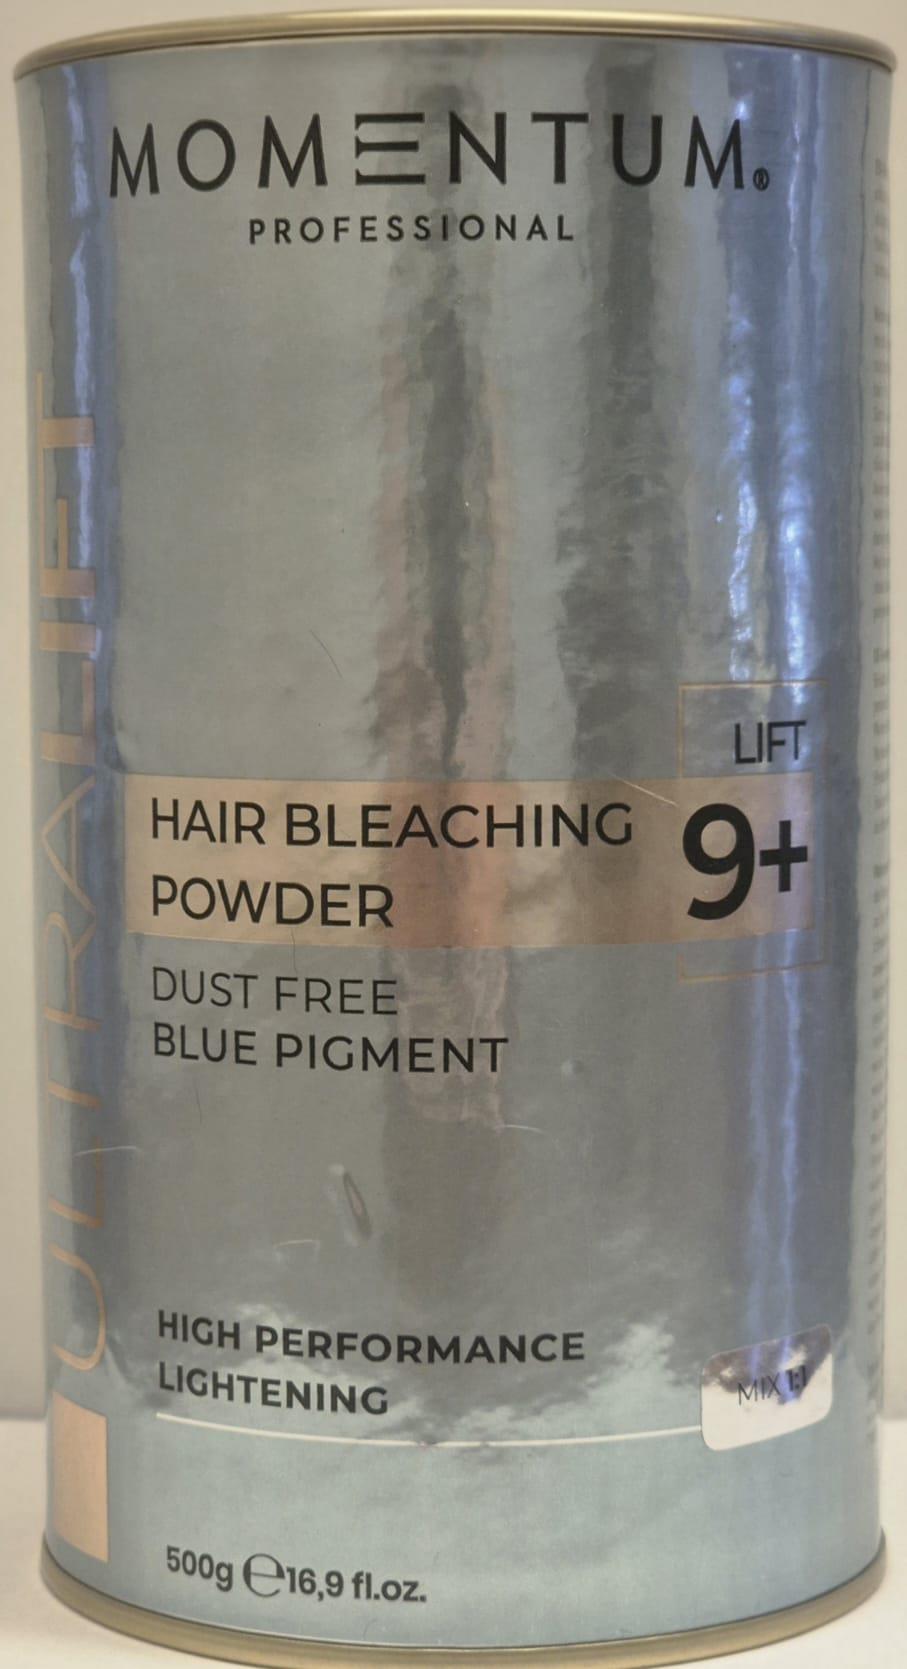 MOMENTUM®
PROFESSIONAL
ULTRALIFT
LIFT
9+
HAIR BLEACHING
POWDER
DUST FREE
BLUE PIGMENT
HIGH PERFORMANCE
LIGHTENING
MIX 1:1
500g ℮16,9 fl.oz.